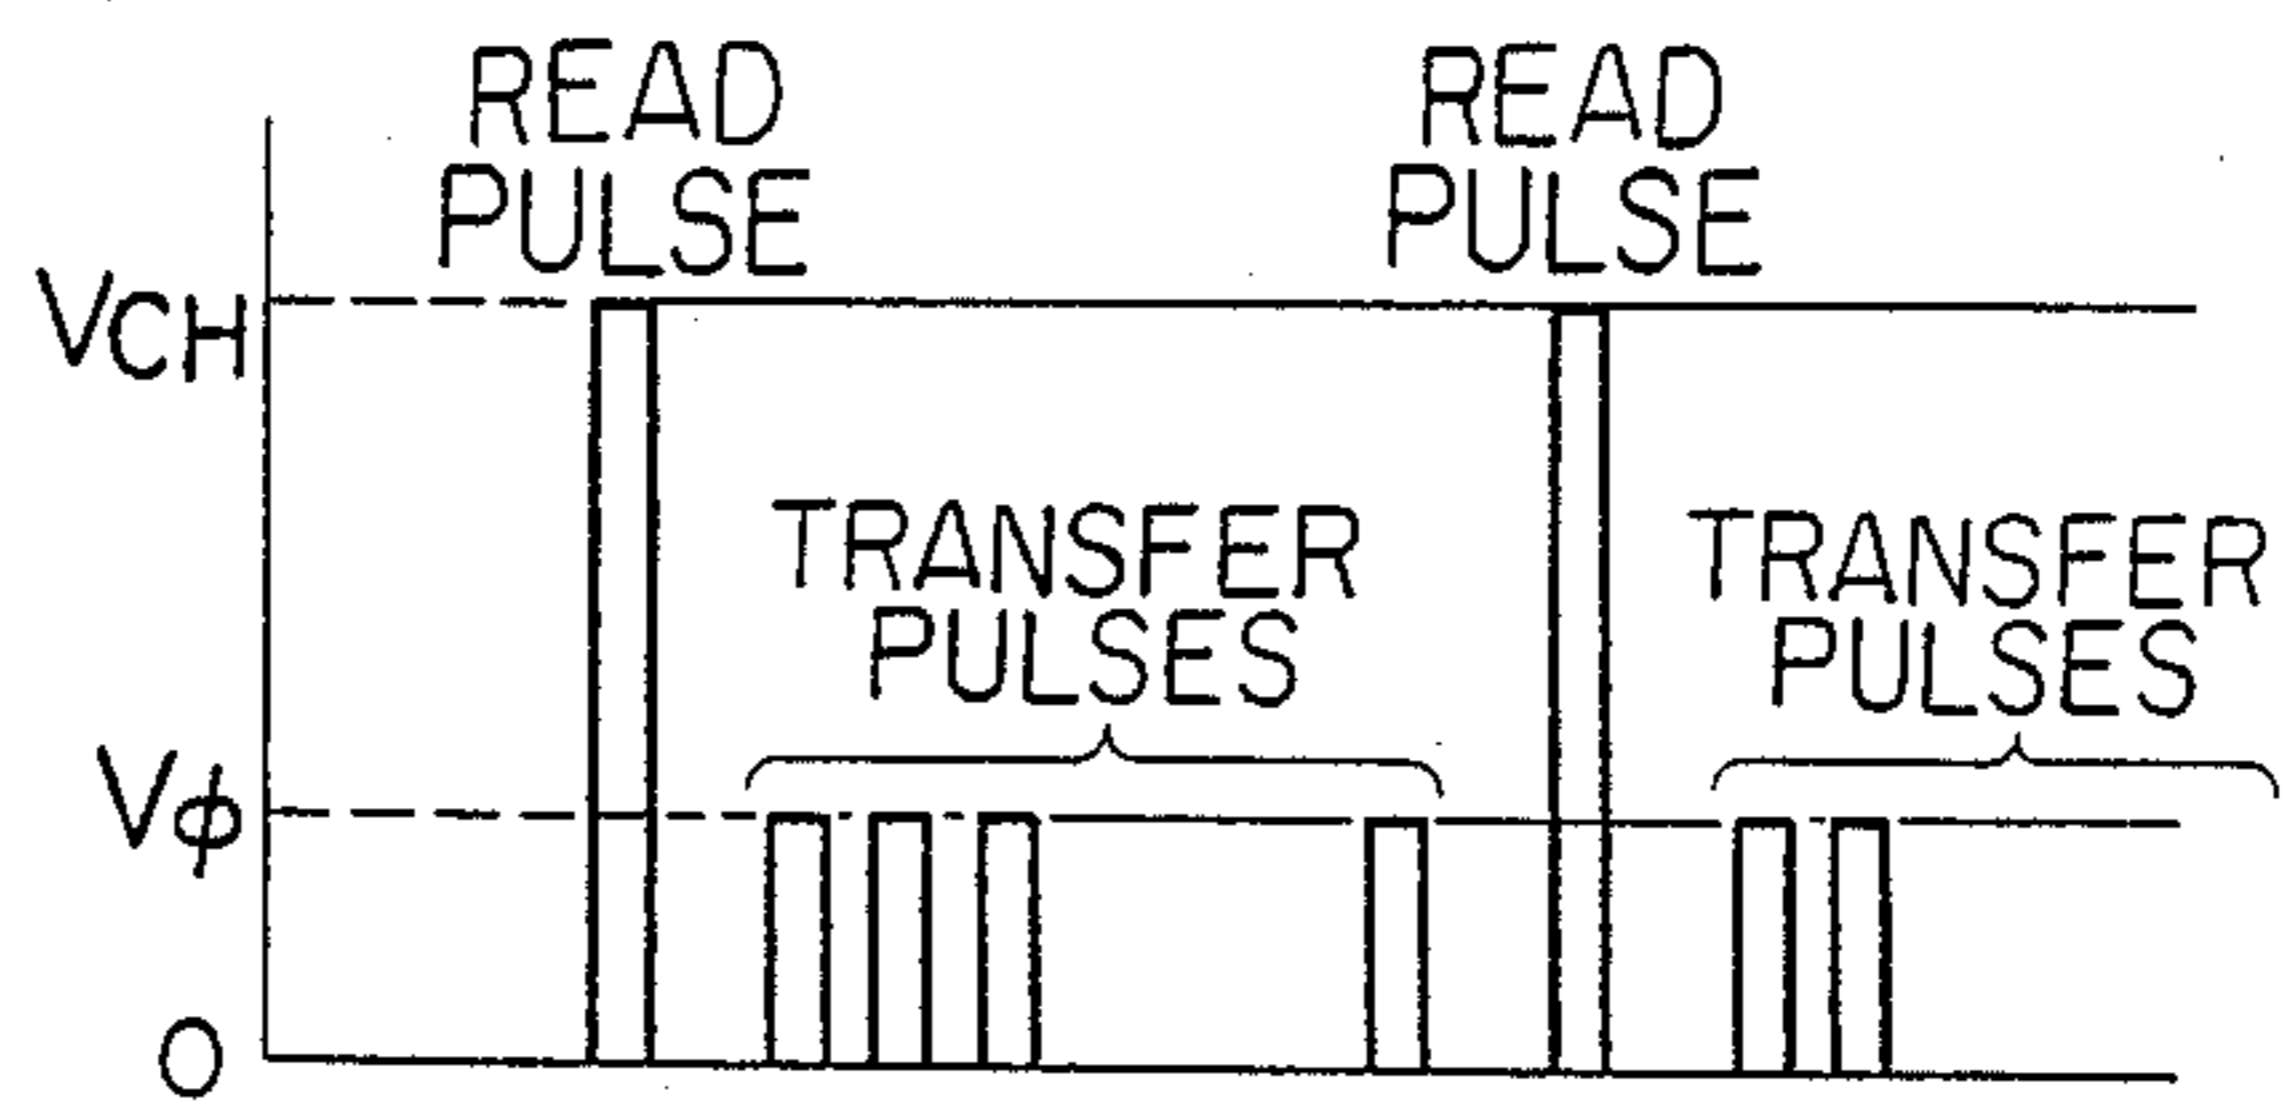 READ
PULSE
READ
PULSE
VCH
TRANSFER
PULSES
TRANSFER
PULSES
Vϕ
0